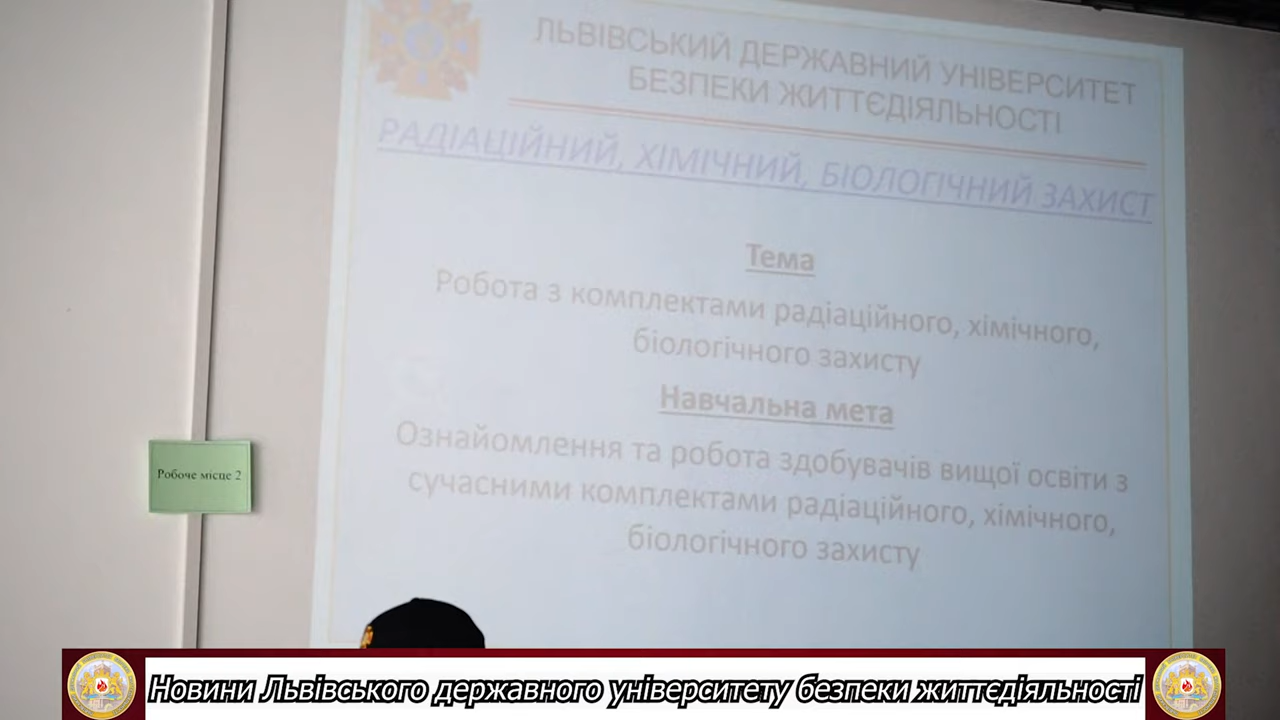 ЛЬВІВСЬКИЙ ДЕРЖАВНИЙ УНІВЕРСИТЕТ
БЕЗПЕКИ ЖИТТЄДІЯЛЬНОСТІ
РАДІАЦІЙНИЙ, ХІМІЧНИЙ, БІОЛОГІЧНИЙ ЗАХИСТ
Тема
Робота з комплектами радіаційного, хімічного,
біологічного захисту
Навчальна мета
Ознайомлення та робота здобувачів вищої освіти з
сучасними комплектами радіаційного, хімічного,
біологічного захисту
Робоче місце 2
Новини Львівського державного університету безпеки життєдіяльності